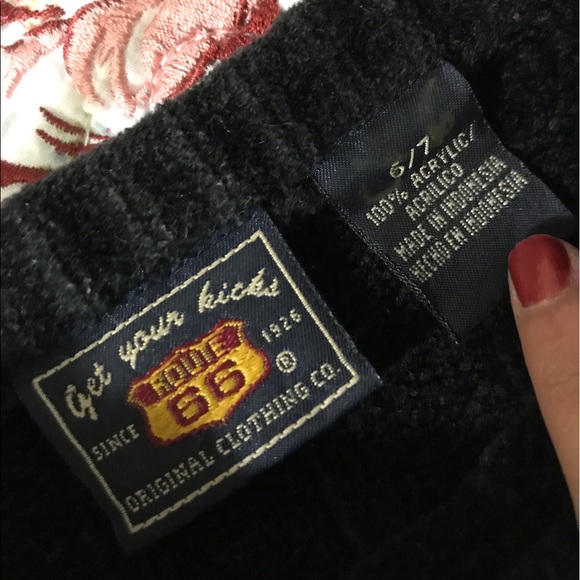 Get your kicks
SINCE ROUTE 1926
66 ®
ORIGINAL CLOTHING CO.
6/7
100% ACRYLIC/
ACRILICO
MADE IN INDONESIA
HECHO EN INDONESIA